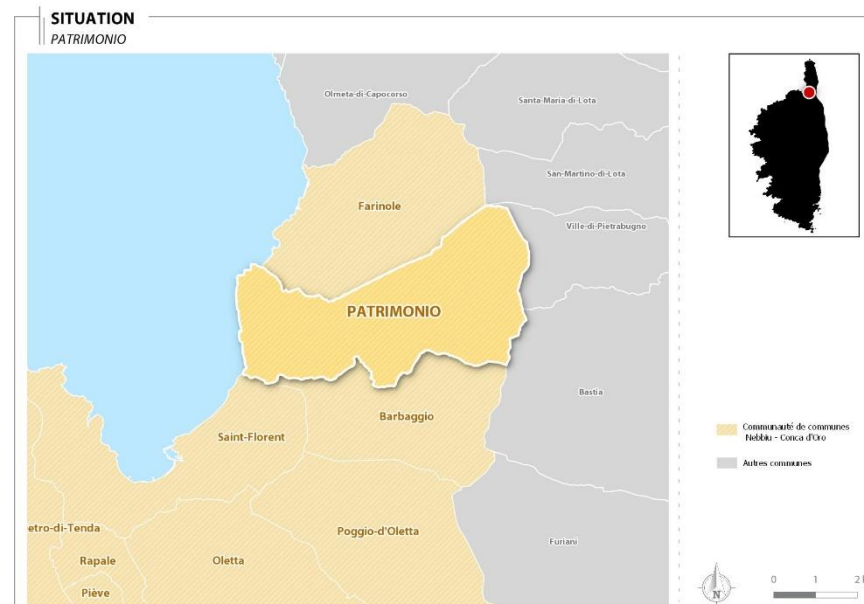 SITUATION
PATRIMONIO
Olmeta-di-Capocorso
Santa-Maria-di-Lota
San-Martino-di-Lota
Farinole
Ville-di-Pietrabugno
PATRIMONIO
Bastia
Barbaggio
Saint-Florent
Communauté de communes
Nebbiu - Conca d'Oro
Autres communes
etro-di-Tenda
Poggio-d'Oletta
Furiani
Rapale
Oletta
Piève
N
0 1 2